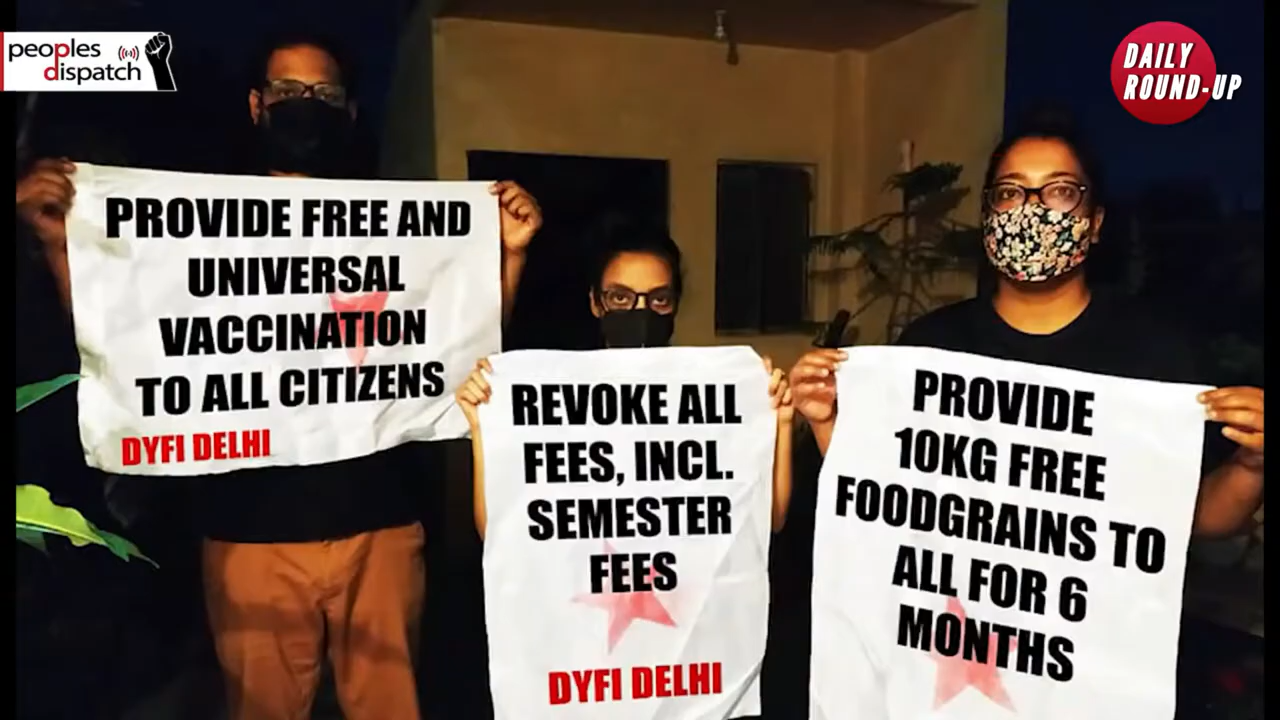 peoples
dispatch
DAILY
ROUND-UP
PROVIDE FREE AND
UNIVERSAL
VACCINATION
TO ALL CITIZENS
DYFI DELHI
REVOKE ALL
FEES, INCL.
SEMESTER
FEES
DYFI DELHI
PROVIDE
10KG FREE
FOODGRAINS TO
ALL FOR 6
MONTHS